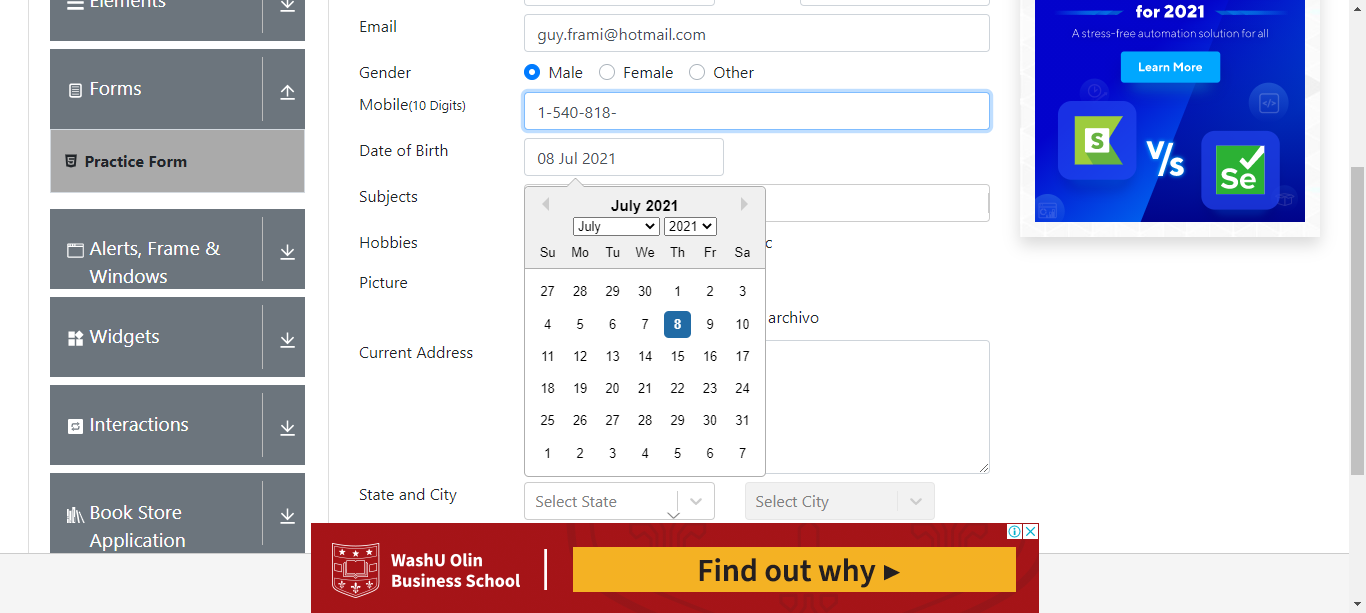 Elements
Forms
Practice Form
Alerts, Frame &
Windows
Widgets
Interactions
Book Store
Application
Email
guy.frami@hotmail.com
Gender
Male
Female
Other
Mobile(10 Digits)
1-540-818-
Date of Birth
08 Jul 2021
Subjects
Hobbies
c
Picture
archivo
Current Address
State and City
Select State
Select City
July 2021
July
2021
Su Mo Tu We Th Fr Sa
27 28 29 30 1 2 3
4 5 6 7 8 9 10
11 12 13 14 15 16 17
18 19 20 21 22 23 24
25 26 27 28 29 30 31
1 2 3 4 5 6 7
for 2021
A stress-free automation solution for all
Learn More
S
V/s
Se
WashU Olin
Business School
Find out why ►